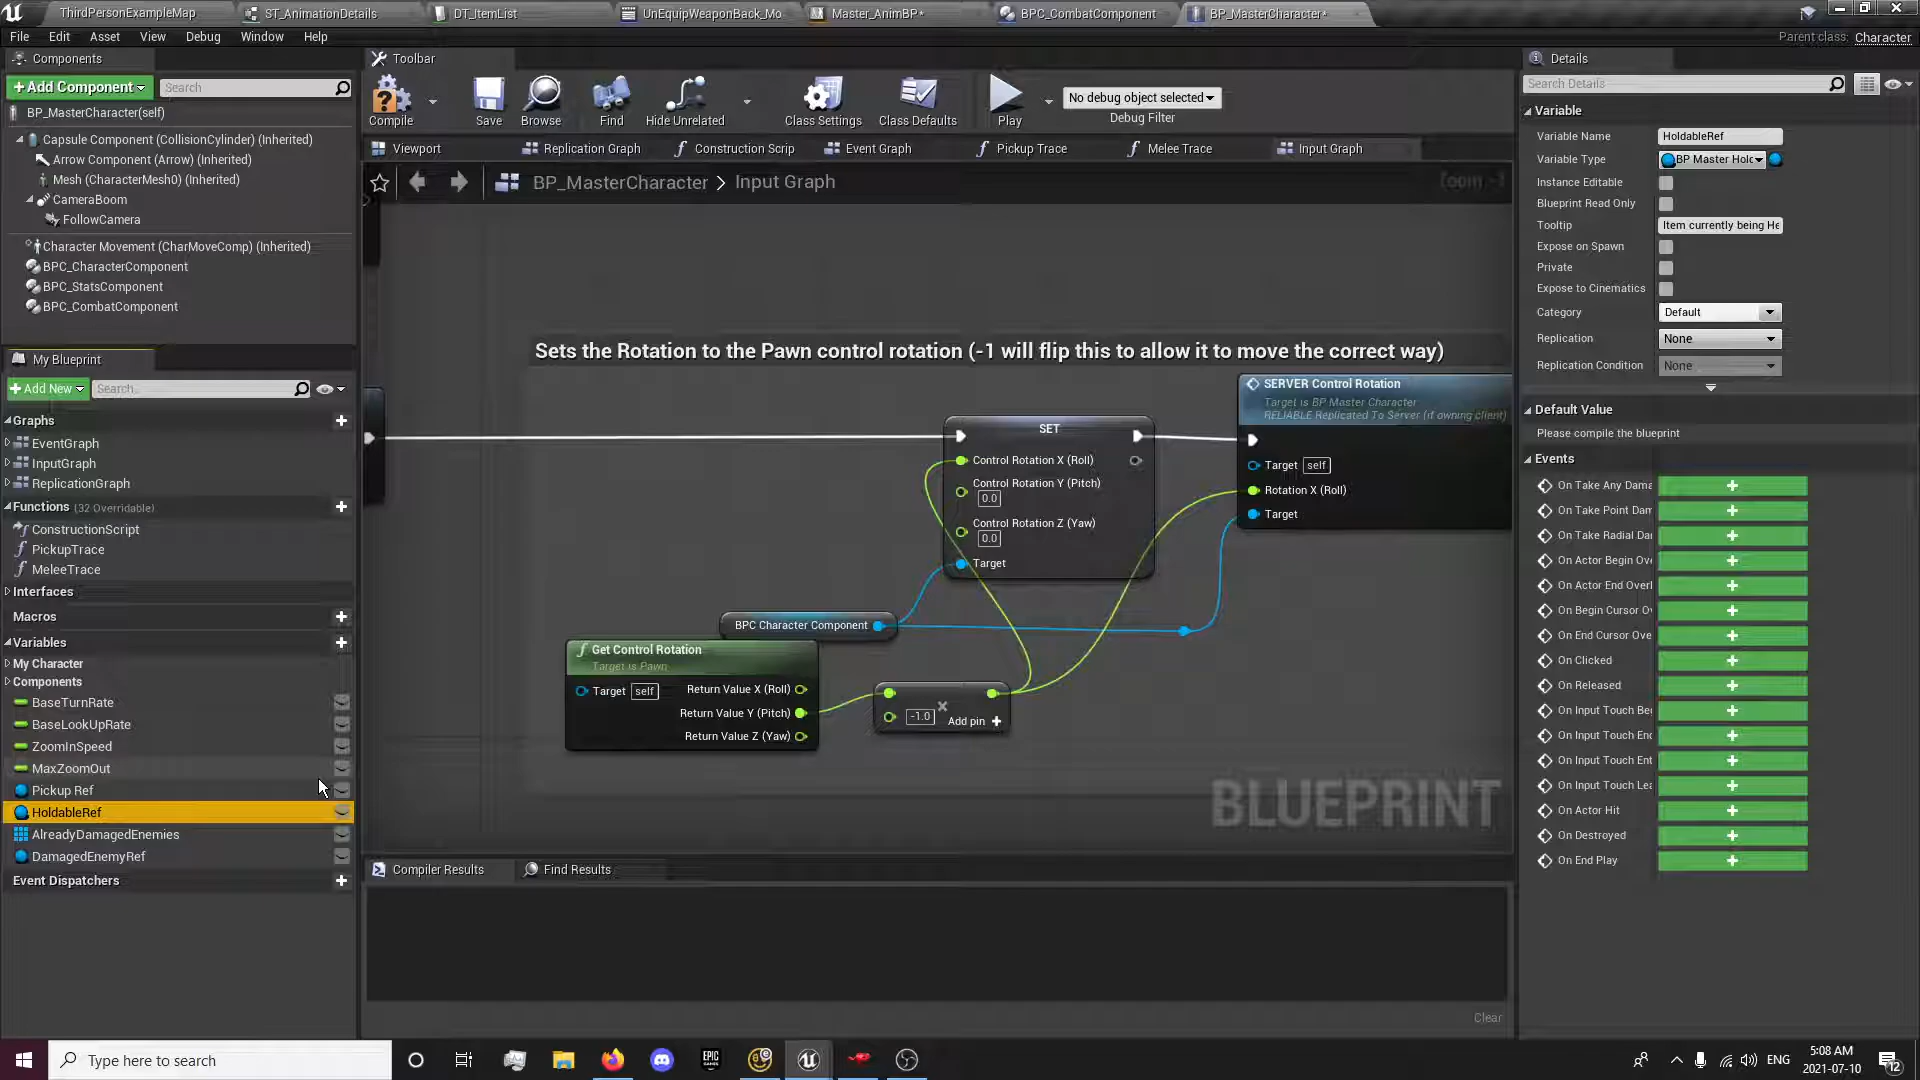 ThirdPersonExampleMap
ST_AnimationDetails
DT_ItemList
UnEquipWeaponBack_Mo
Master_AnimBP*
BPC_CombatComponent
BP_MasterCharacter*
File Edit Asset View Debug Window Help
Parent class: Character
Components
+Add Component
Search
BP_MasterCharacter(self)
Capsule Component (CollisionCylinder) (Inherited)
Arrow Component (Arrow) (Inherited)
Mesh (CharacterMesh0) (Inherited)
CameraBoom
FollowCamera
Character Movement (CharMoveComp) (Inherited)
BPC_CharacterComponent
BPC_StatsComponent
BPC_CombatComponent
My Blueprint
+Add New
Search
Graphs
EventGraph
InputGraph
ReplicationGraph
Functions (32 Overridable)
ConstructionScript
PickupTrace
MeleeTrace
Interfaces
Macros
Variables
My Character
Components
BaseTurnRate
BaseLookUpRate
ZoomInSpeed
MaxZoomOut
Pickup Ref
HoldableRef
AlreadyDamagedEnemies
DamagedEnemyRef
Event Dispatchers
Toolbar
Compile
Save
Browse
Find
Hide Unrelated
Class Settings
Class Defaults
Play
No debug object selected
Debug Filter
Viewport
Replication Graph
Construction Scrip
Event Graph
Pickup Trace
Melee Trace
Input Graph
BP_MasterCharacter > Input Graph
Zoom -1
Sets the Rotation to the Pawn control rotation (-1 will flip this to allow it to move the correct way)
SET
Control Rotation X (Roll)
Control Rotation Y (Pitch)
0.0
Control Rotation Z (Yaw)
0.0
Target
SERVER Control Rotation
Target is BP Master Character
RELIABLE Replicated To Server (if owning client)
Target self
Rotation X (Roll)
Target
BPC Character Component
Get Control Rotation
Target is Pawn
Target self
Return Value X (Roll)
Return Value Y (Pitch)
Return Value Z (Yaw)
-1.0
Add pin +
BLUEPRINT
Compiler Results
Find Results
Clear
Details
Search Details
Variable
Variable Name HoldableRef
Variable Type BP Master Holc
Instance Editable
Blueprint Read Only
Tooltip Item currently being He
Expose on Spawn
Private
Expose to Cinematics
Category Default
Replication None
Replication Condition None
Default Value
Please compile the blueprint
Events
On Take Any Dama
On Take Point Dam
On Take Radial Da
On Actor Begin Ov
On Actor End Overl
On Begin Cursor O
On End Cursor Ove
On Clicked
On Released
On Input Touch Be
On Input Touch End
On Input Touch Ent
On Input Touch Lea
On Actor Hit
On Destroyed
On End Play
Type here to search
EPIC
GAMES
ENG
5:08 AM
2021-07-10
12